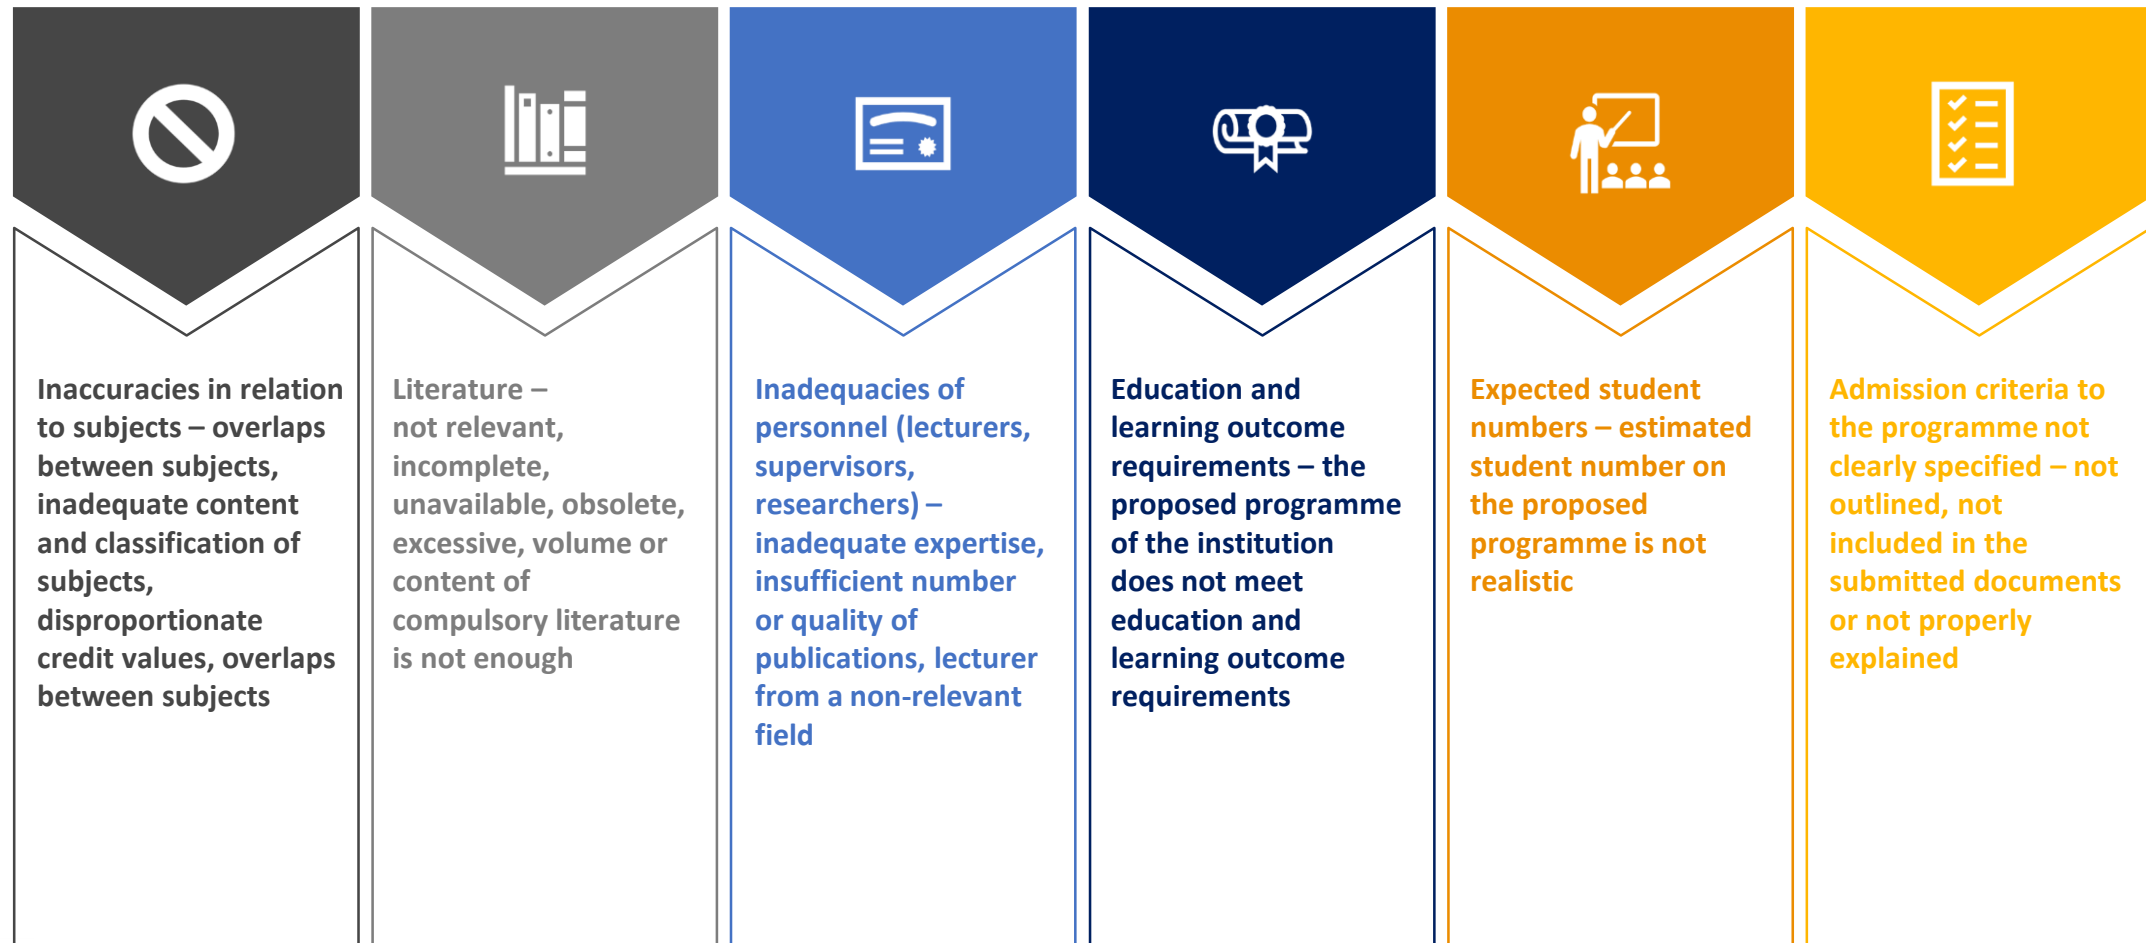 Inaccuracies in relation
to subjects – overlaps
between subjects,
inadequate content
and classification of
subjects,
disproportionate
credit values, overlaps
between subjects
Literature –
not relevant,
incomplete,
unavailable, obsolete,
excessive, volume or
content of
compulsory literature
is not enough
Inadequacies of
personnel (lecturers,
supervisors,
researchers) –
inadequate expertise,
insufficient number
or quality of
publications, lecturer
from a non-relevant
field
Education and
learning outcome
requirements – the
proposed programme
of the institution
does not meet
education and
learning outcome
requirements
Expected student
numbers – estimated
student number on
the proposed
programme is not
realistic
Admission criteria to
the programme not
clearly specified – not
outlined, not
included in the
submitted documents
or not properly
explained